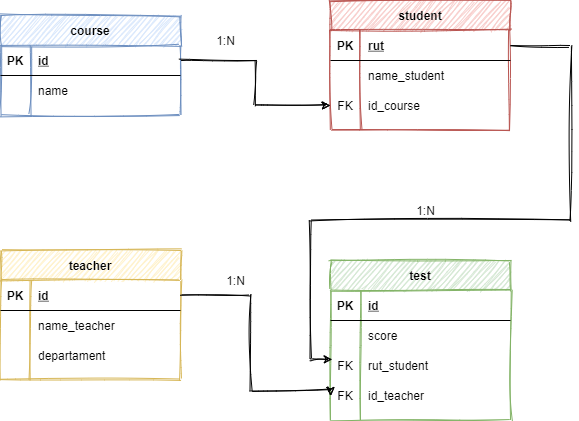 course
PK id
name
1:N
student
PK rut
name_student
FK id_course
1:N
teacher
PK id
name_teacher
departament
1:N
test
PK id
score
FK rut_student
FK id_teacher